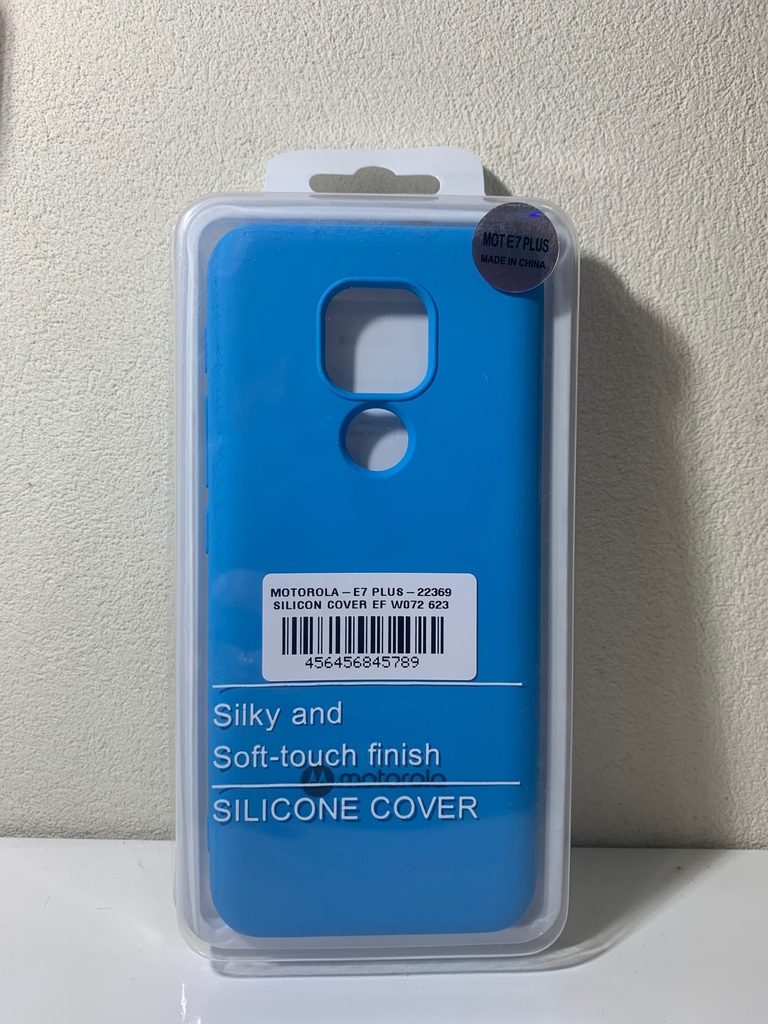 MOT E7 PLUS
MADE IN CHINA
MOTOROLA – E7 PLUS – 22369
SILICON COVER EF W072 623
456456845789
Silky and
Soft-touch finish
motorola
SILICONE COVER